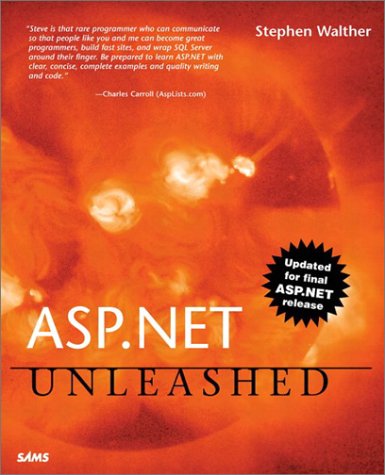 "Steve is that rare programmer who can communicate
so that people like you and me can become great
programmers, build fast sites, and wrap SQL Server
around their finger. Be prepared to learn ASP.NET with
clear, concise, complete examples and quality writing
and code."
—Charles Carroll (AspLists.com)
Stephen Walther
Updated
for final
ASP.NET
release
ASP.NET
UNLEASHED
SAMS